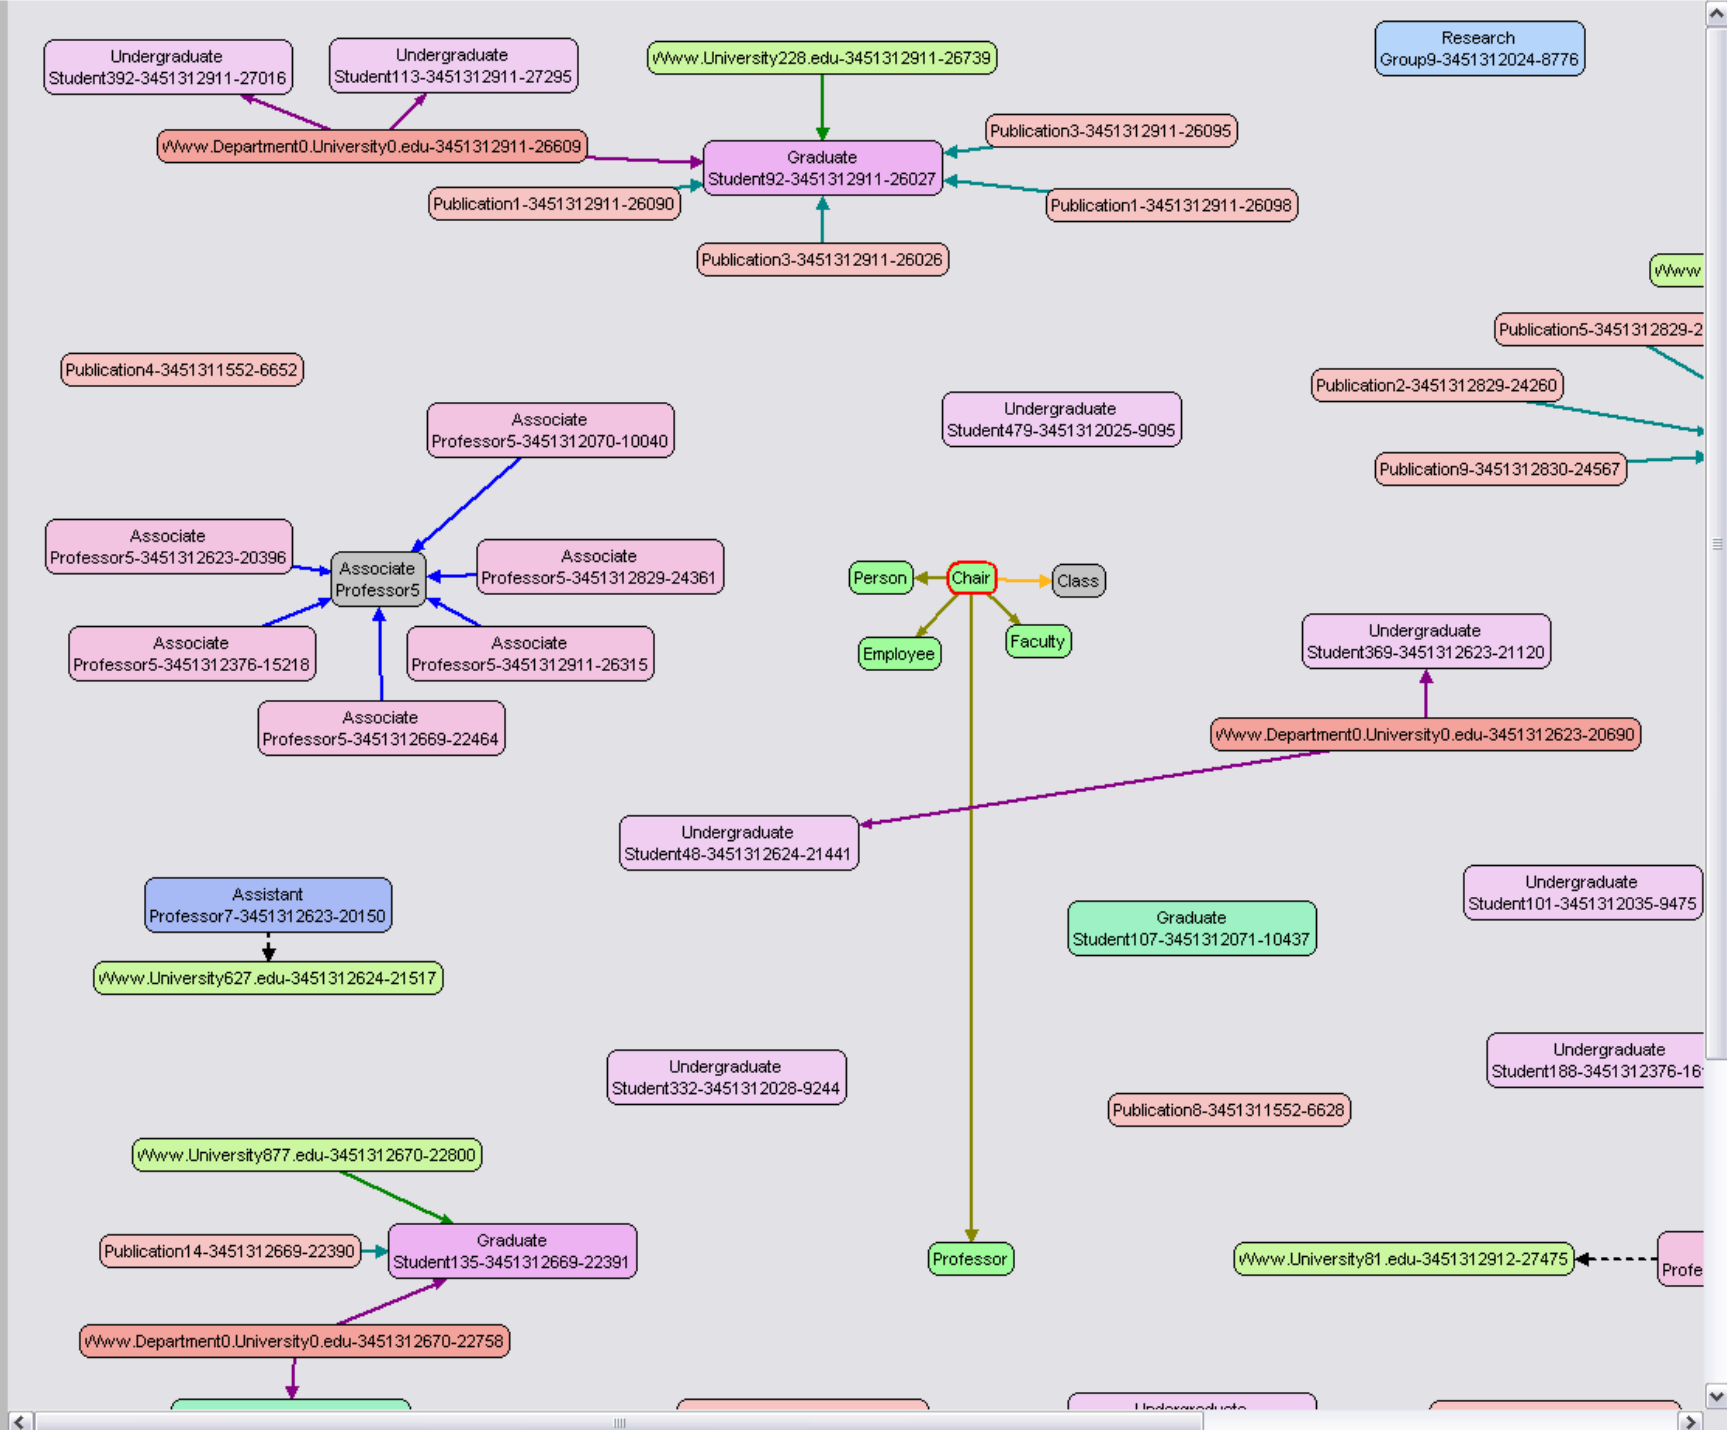 Undergraduate
Student392-3451312911-27016
Undergraduate
Student113-3451312911-27295
Www.University228.edu-3451312911-26739
Research
Group9-3451312024-8776
Www.Department0.University0.edu-3451312911-26609
Publication3-3451312911-26095
Graduate
Student92-3451312911-26027
Publication1-3451312911-26090
Publication1-3451312911-26098
Publication3-3451312911-26026
Www
Publication5-3451312829-2
Publication4-3451311552-6652
Publication2-3451312829-24260
Undergraduate
Student479-3451312025-9095
Associate
Professor5-3451312070-10040
Publication9-3451312830-24567
Associate
Professor5-3451312623-20396
Associate
Professor5
Associate
Professor5-3451312829-24361
Person
Chair
Class
Employee
Faculty
Associate
Professor5-3451312376-15218
Associate
Professor5-3451312911-26315
Undergraduate
Student369-3451312623-21120
Associate
Professor5-3451312669-22464
Www.Department0.University0.edu-3451312623-20690
Undergraduate
Student48-3451312624-21441
Assistant
Professor7-3451312623-20150
Undergraduate
Student101-3451312035-9475
Graduate
Student107-3451312071-10437
Www.University627.edu-3451312624-21517
Undergraduate
Student332-3451312028-9244
Undergraduate
Student188-3451312376-16
Publication8-3451311552-6628
Www.University877.edu-3451312670-22800
Publication14-3451312669-22390
Graduate
Student135-3451312669-22391
Professor
Www.University81.edu-3451312912-27475
Profe
Www.Department0.University0.edu-3451312670-22758
Undergraduate